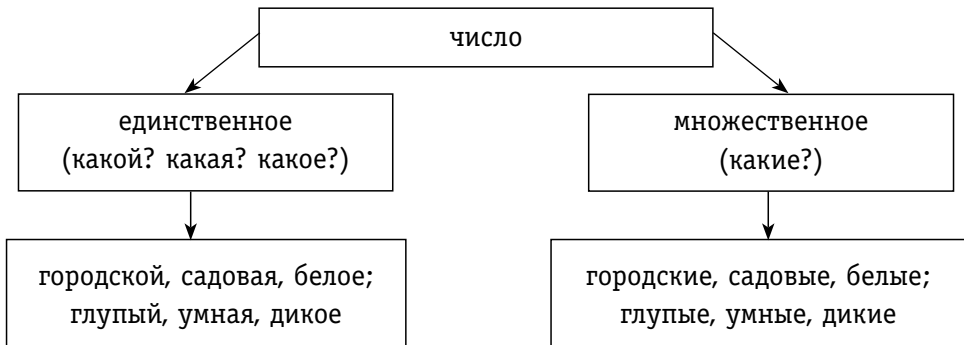 число
единственное
(какой? какая? какое?)
множественное
(какие?)
городской, садовая, белое;
глупый, умная, дикое
городские, садовые, белые;
глупые, умные, дикие